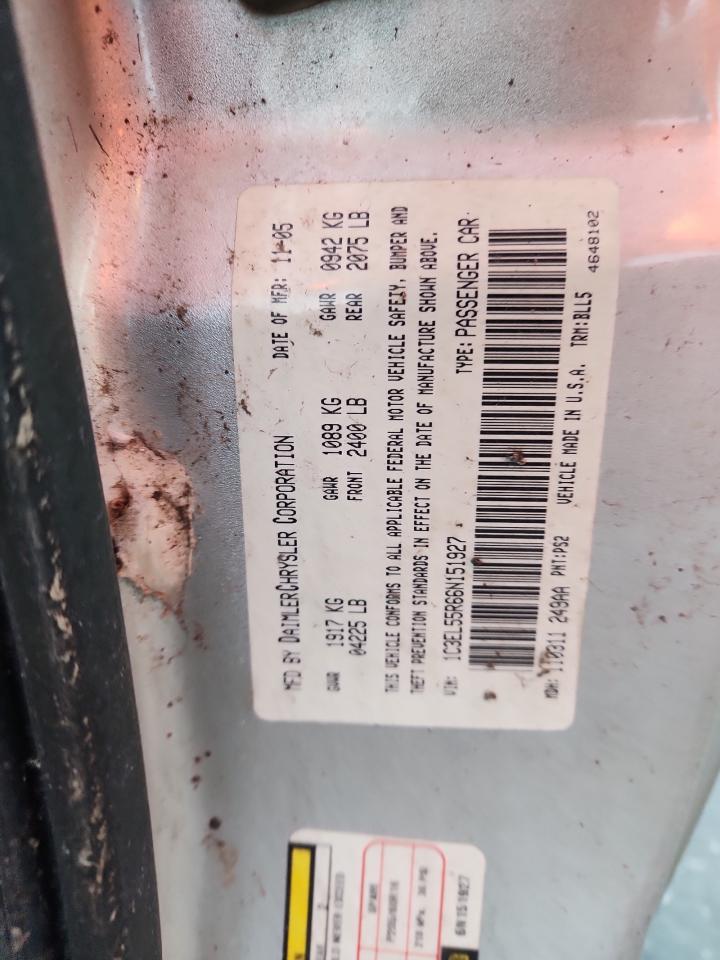 MFD BY DAIMLERCHRYSLER CORPORATION DATE OF MFR: 11-05
GVWR 1917 KG GAWR 1089 KG GAWR 0942 KG
04225 LB FRONT 2400 LB REAR 2075 LB
THIS VEHICLE CONFORMS TO ALL APPLICABLE FEDERAL MOTOR VEHICLE SAFETY, BUMPER AND
THEFT PREVENTION STANDARDS IN EFFECT ON THE DATE OF MANUFACTURE SHOWN ABOVE.
VIN: 1C3EL55R66N151927 TYPE: PASSENGER CAR
MDH: 110311 249AA PNT:PS2 VEHICLE MADE IN U.S.A. TRM:BLL5
4648102
6N151927